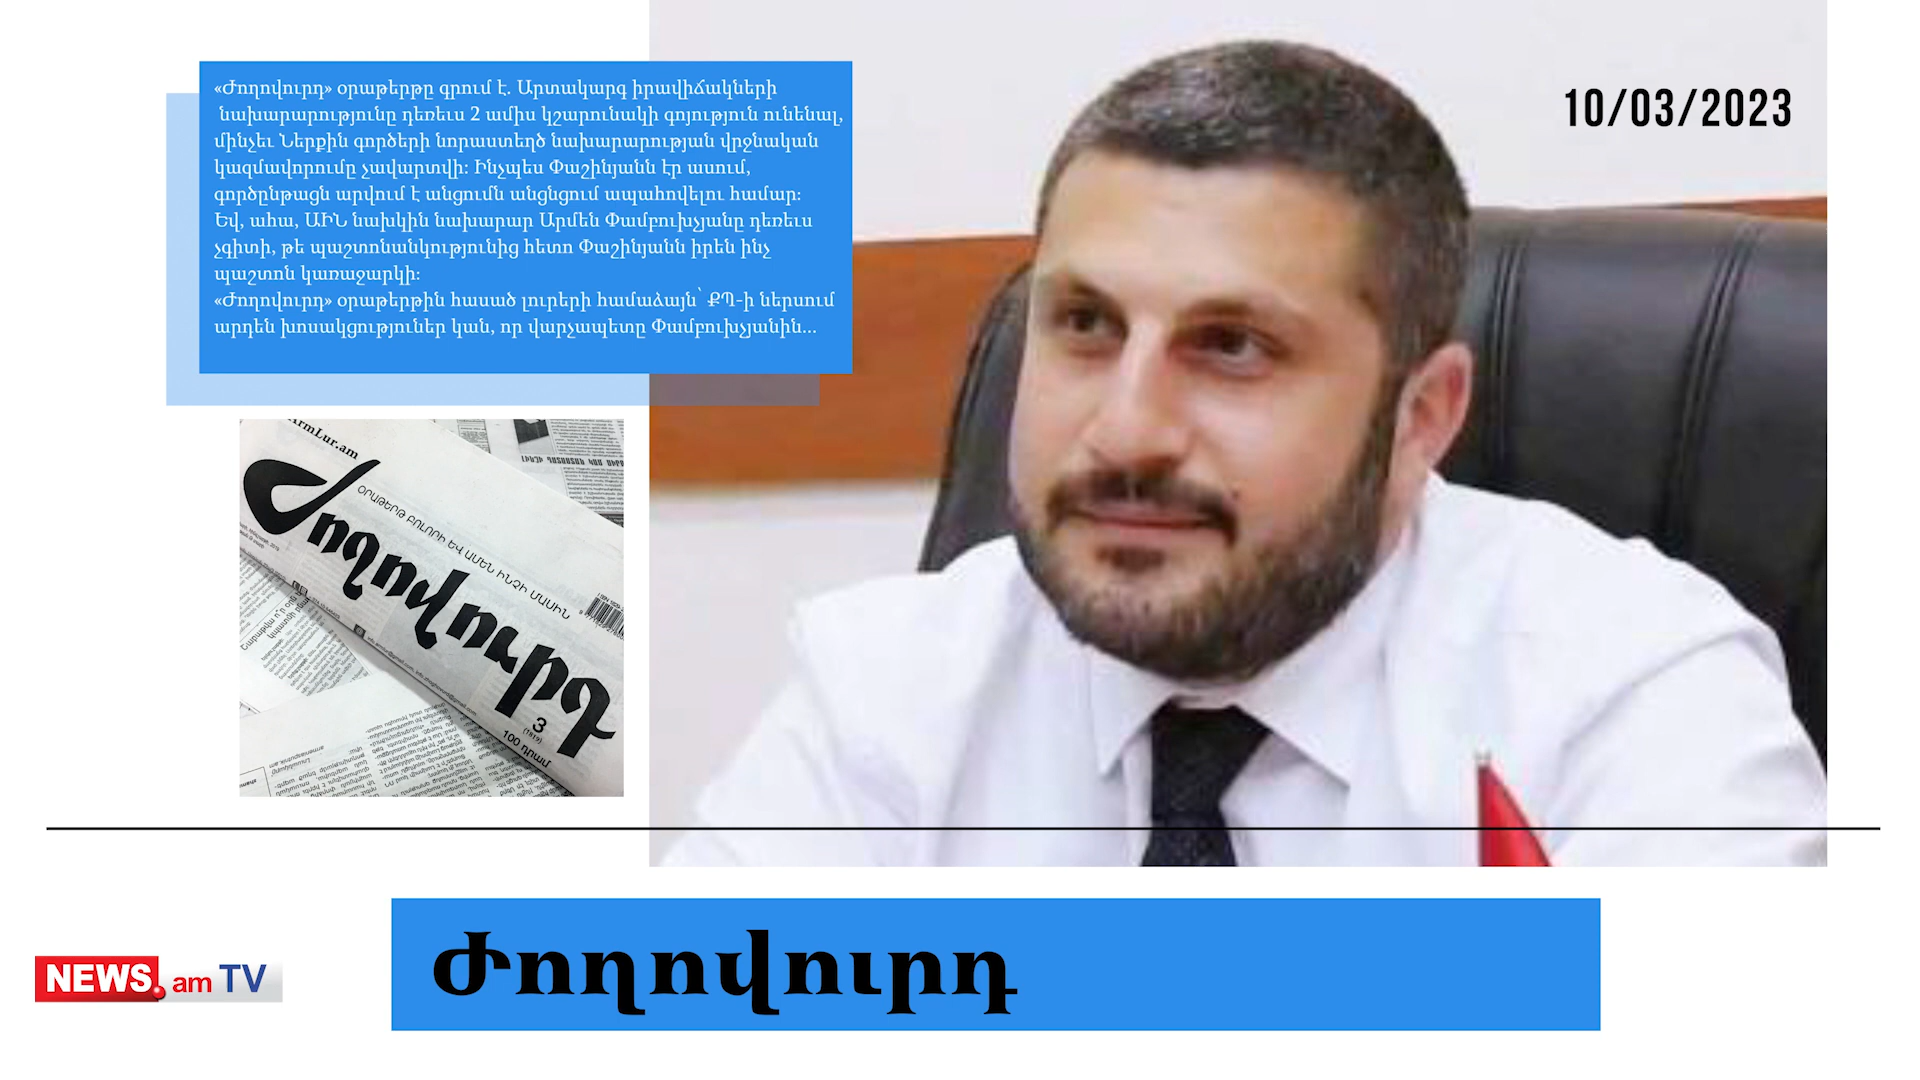 «Ժողովուրդ» օրաթերթը գրում է. Արտակարգ իրավիճակների
նախարարությունը դեռեւս 2 ամիս կշարունակի գոյություն ունենալ,
մինչեւ Ներքին գործերի նորաստեղծ նախարարության վրջնական
կազմավորումը չավարտվի: Ինչպես Փաշինյանն էր ասում,
գործընթացն արվում է անցումն անցնցում ապահովելու համար:
Եվ, ահա, ԱԻՆ նախկին նախարար Արմեն Փամբուխչյանը դեռեւս
չգիտի, թե պաշտոնանկությունից հետո Փաշինյանն իրեն ինչ
պաշտոն կառաջարկի:
«Ժողովուրդ» օրաթերթին հասած լուրերի համաձայն՝ ՔՊ-ի ներսում
արդեն խոսակցություներ կան, որ վարչապետը Փամբուխչյանին...
10/03/2023
ArmLur.am
ՕՐԱԹԵՐԹ ԲՈԼՈՐԻ ԵՎ ԱՄԵՆ ԻՆՉԻ ՄԱՍԻՆ
Ժողովուրդ
3
(1819)
100 դրամ
NEWS.am TV
Ժողովուրդ